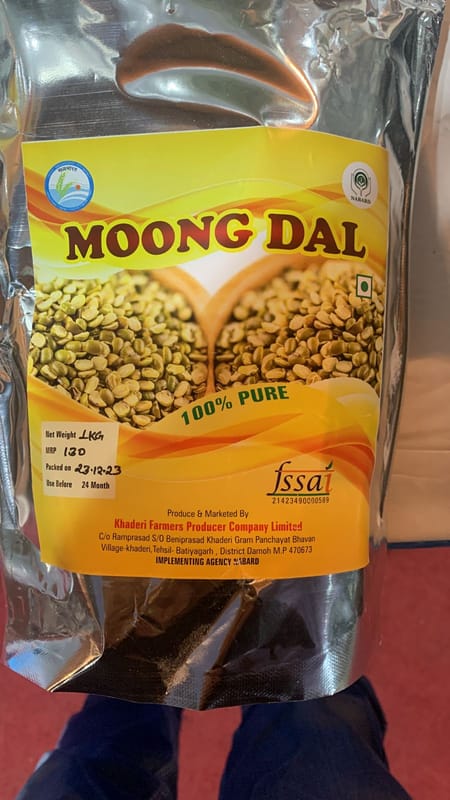 NABARD
MOONG DAL
100% PURE
Net Weight 1KG
MRP 130
Packed on 23-12-23
Use Before 24 Month
fssai
21423490000589
Produce & Marketed By
Khaderi Farmers Producer Company Limited
C/o Ramprasad S/O Beniprasad Khaderi Gram Panchayat Bhavan
Village-khaderi,Tehsil- Batiyagarh , District Damoh M.P 470673
IMPLEMENTING AGENCY NABARD